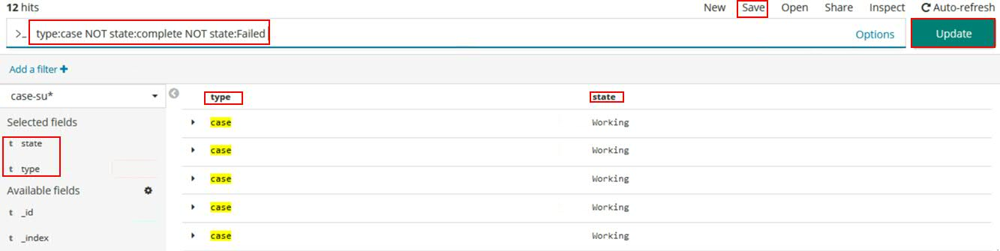 12 hits New Save Open Share Inspect Auto-refresh
>_ type:case NOT state:complete NOT state:Failed Options Update
Add a filter +
case-su* type state
Selected fields case Working
t state case Working
t type case Working
Available fields case Working
t _id case Working
t _index